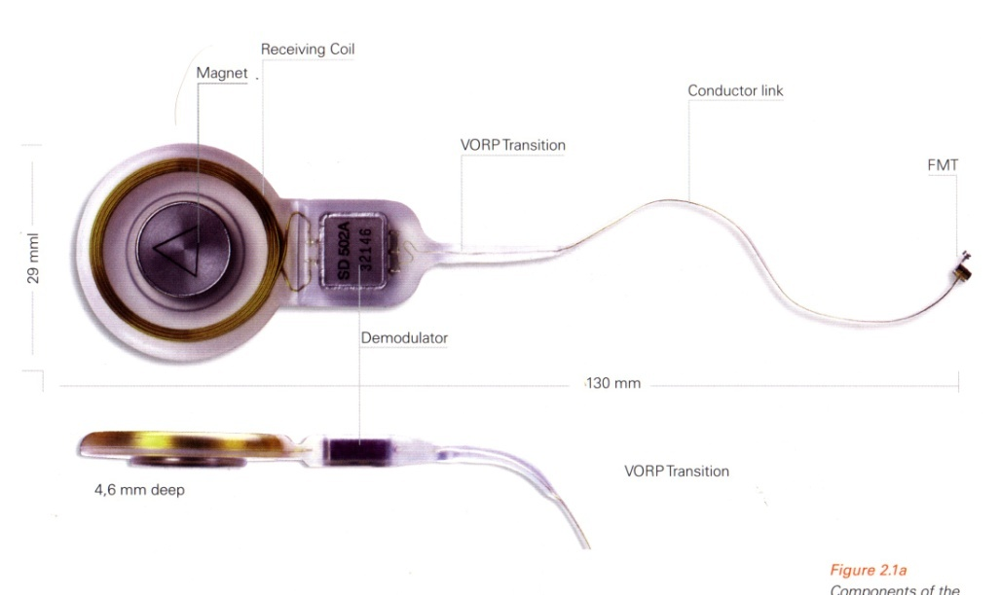 Receiving Coil
Magnet
Conductor link
VORP Transition
FMT
29 mml
SD 502A
32146
Demodulator
130 mm
4,6 mm deep
VORP Transition
Figure 2.1a
Components of the